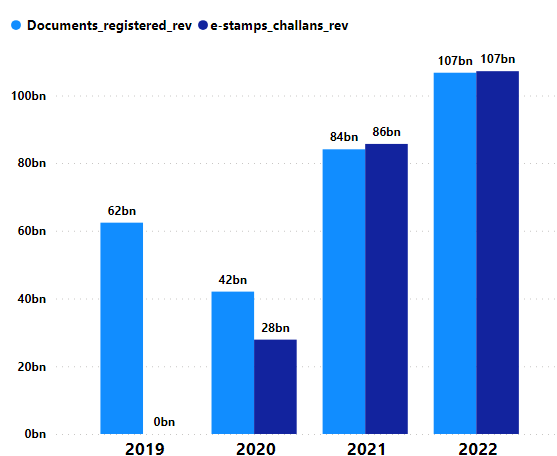 Documents_registered_rev e-stamps_challans_rev
107bn 107bn
100bn
84bn 86bn
80bn
62bn
60bn
42bn
40bn
28bn
20bn
0bn
0bn
2019 2020 2021 2022